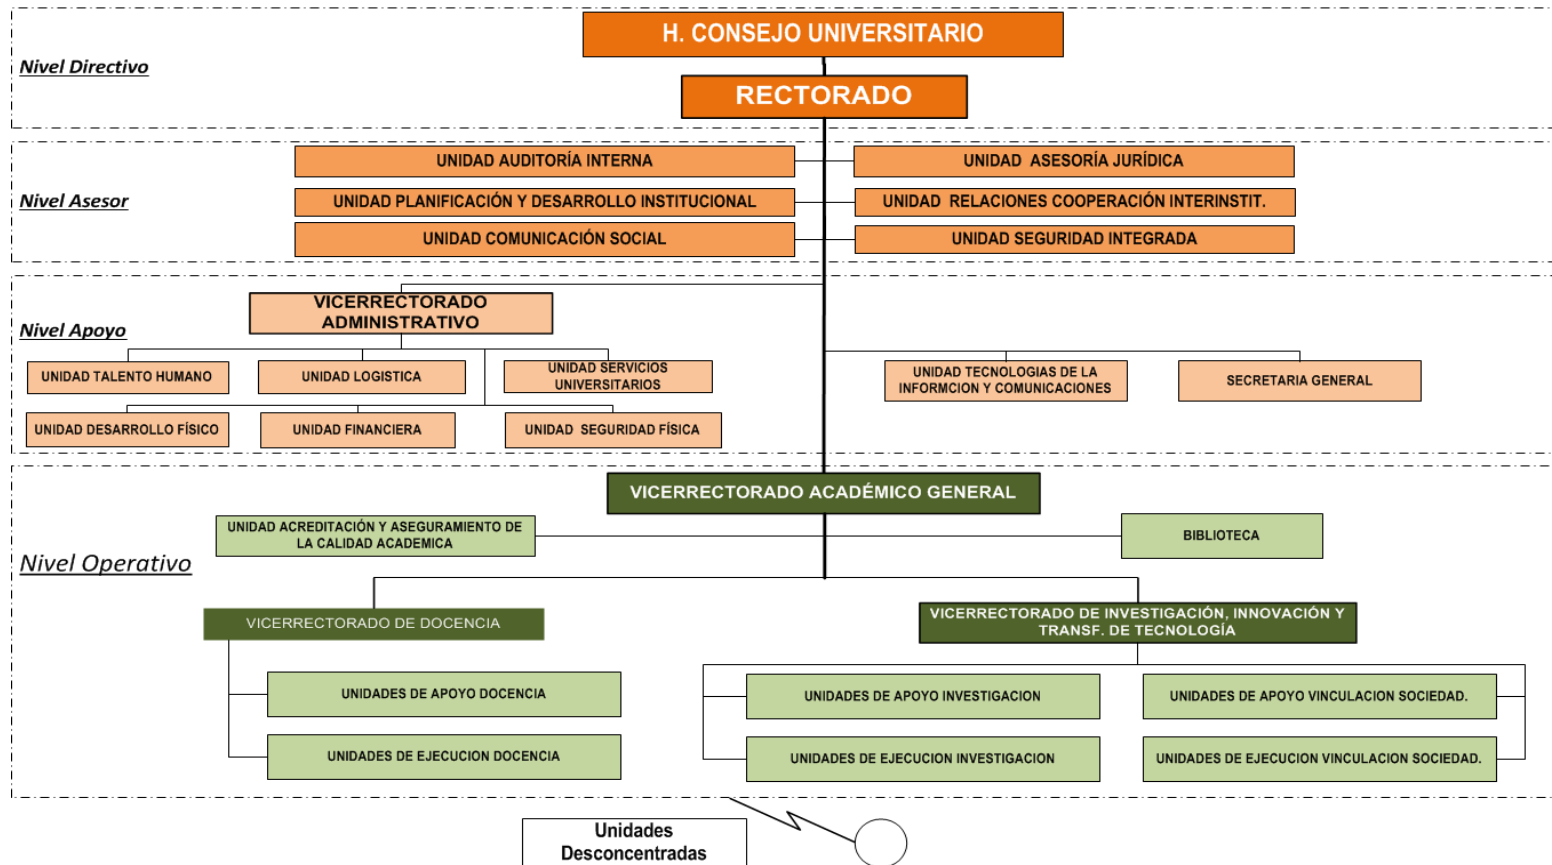 H. CONSEJO UNIVERSITARIO
Nivel Directivo
RECTORADO
UNIDAD AUDITORÍA INTERNA
UNIDAD ASESORÍA JURÍDICA
Nivel Asesor
UNIDAD PLANIFICACIÓN Y DESARROLLO INSTITUCIONAL
UNIDAD RELACIONES COOPERACIÓN INTERINSTIT.
UNIDAD COMUNICACIÓN SOCIAL
UNIDAD SEGURIDAD INTEGRADA
Nivel Apoyo
VICERRECTORADO
ADMINISTRATIVO
UNIDAD TALENTO HUMANO
UNIDAD LOGISTICA
UNIDAD SERVICIOS
UNIVERSITARIOS
UNIDAD TECNOLOGIAS DE LA
INFORMCION Y COMUNICACIONES
SECRETARIA GENERAL
UNIDAD DESARROLLO FÍSICO
UNIDAD FINANCIERA
UNIDAD SEGURIDAD FÍSICA
VICERRECTORADO ACADÉMICO GENERAL
UNIDAD ACREDITACIÓN Y ASEGURAMIENTO DE
LA CALIDAD ACADEMICA
BIBLIOTECA
Nivel Operativo
VICERRECTORADO DE DOCENCIA
VICERRECTORADO DE INVESTIGACIÓN, INNOVACIÓN Y
TRANSF. DE TECNOLOGÍA
UNIDADES DE APOYO DOCENCIA
UNIDADES DE APOYO INVESTIGACION
UNIDADES DE APOYO VINCULACION SOCIEDAD.
UNIDADES DE EJECUCION DOCENCIA
UNIDADES DE EJECUCION INVESTIGACION
UNIDADES DE EJECUCION VINCULACION SOCIEDAD.
Unidades
Desconcentradas